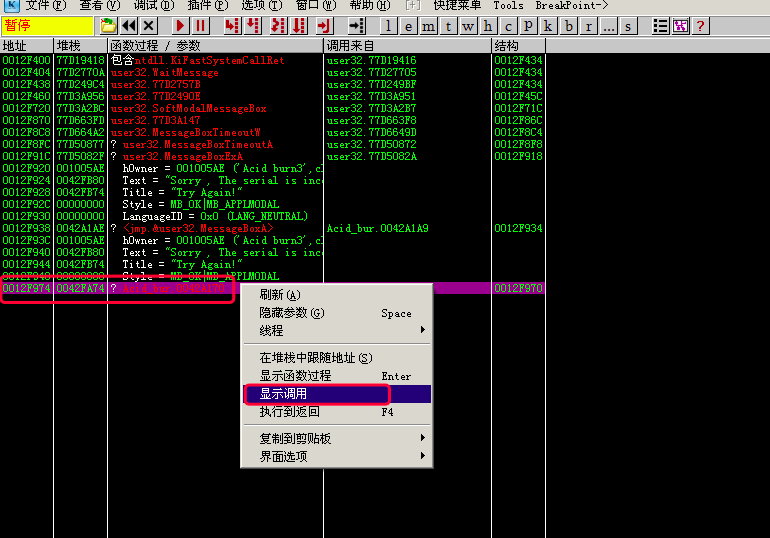 K 文件(F) 查看(V) 调试(D) 插件(P) 选项(T) 窗口(W) 帮助(H) [+] 快捷菜单 Tools BreakPoint->
暂停 l e m t w h c p k b r ... s ?
地址 堆栈 函数过程 / 参数 调用来自 结构
0012F400 77D19418 包含ntdll.KiFastSystemCallRet user32.77D19416 0012F434
0012F404 77D2770A user32.WaitMessage user32.77D27705 0012F434
0012F438 77D249C4 user32.77D2757B user32.77D249BF 0012F434
0012F460 77D3A956 user32.77D2490E user32.77D3A951 0012F45C
0012F720 77D3A2BC user32.SoftModalMessageBox user32.77D3A2B7 0012F71C
0012F870 77D663FD user32.77D3A147 user32.77D663F8 0012F86C
0012F8C8 77D664A2 user32.MessageBoxTimeoutW user32.77D6649D 0012F8C4
0012F8FC 77D50877 ? user32.MessageBoxTimeoutA user32.77D50872 0012F8F8
0012F91C 77D5082F ? user32.MessageBoxExA user32.77D5082A 0012F918
0012F920 001005AE hOwner = 001005AE ('Acid burn3',c
0012F924 0042FB80 Text = "Sorry , The serial is inco
0012F928 0042FB74 Title = "Try Again!"
0012F92C 00000000 Style = MB_OK|MB_APPLMODAL
0012F930 00000000 LanguageID = 0x0 (LANG_NEUTRAL)
0012F938 0042A1AE ? <jmp.&user32.MessageBoxA> Acid_bur.0042A1A9 0012F934
0012F93C 001005AE hOwner = 001005AE ('Acid burn3',c
0012F940 0042FB80 Text = "Sorry , The serial is inco
0012F944 0042FB74 Title = "Try Again!"
0012F948 00000000 Style = MB_OK|MB_APPLMODAL
0012F974 0042FA74 ? 0012F970
刷新(A)
隐藏参数(G) Space
线程
在堆栈中跟随地址(S)
显示函数过程 Enter
显示调用
执行到返回 F4
复制到剪贴板
界面选项